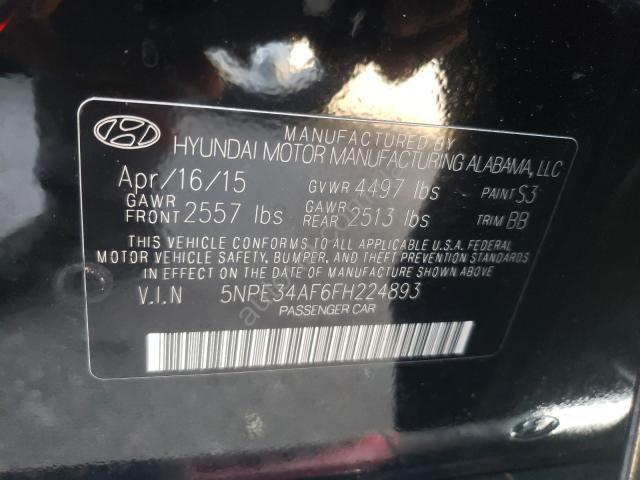 MANUFACTURED BY
HYUNDAI MOTOR MANUFACTURING ALABAMA, LLC
Apr/16/15 GVWR 4497 lbs PAINT S3
GAWR FRONT 2557 lbs GAWR REAR 2513 lbs TRIM BB
THIS VEHICLE CONFORMS TO ALL APPLICABLE U.S.A. FEDERAL
MOTOR VEHICLE SAFETY, BUMPER, AND THEFT PREVENTION STANDARDS
IN EFFECT ON THE DATE OF MANUFACTURE SHOWN ABOVE.
V.I.N 5NPE34AF6FH224893
PASSENGER CAR